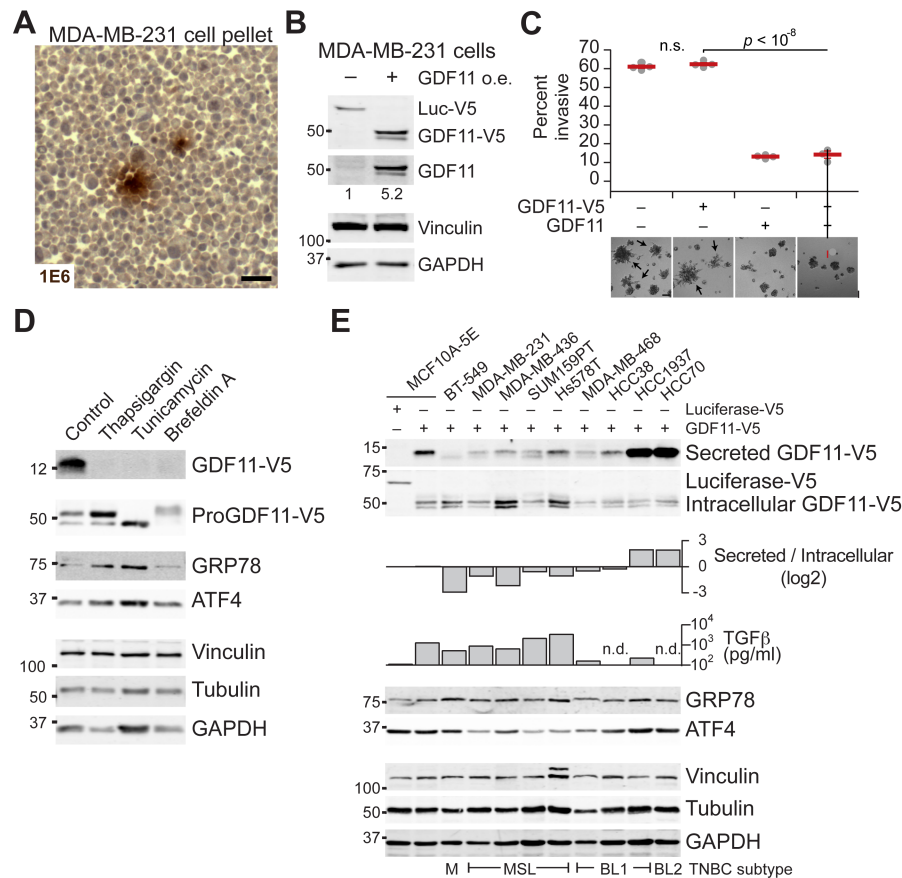 A
MDA-MB-231 cell pellet
1E6
B
MDA-MB-231 cells
– + GDF11 o.e.
Luc-V5
50
GDF11-V5
50
GDF11
1 5.2
Vinculin
100
37
GAPDH
C
n.s.
p < 10-8
Percent
invasive
70
60
50
40
30
20
10
0
GDF11-V5 – + – +
GDF11 – – + +
D
Control
Thapsigargin
Tunicamycin
Brefeldin A
12
GDF11-V5
50
ProGDF11-V5
75
GRP78
37
ATF4
Vinculin
100
Tubulin
50
37
GAPDH
E
MCF10A-5E
BT-549
MDA-MB-231
MDA-MB-436
SUM159PT
Hs578T
MDA-MB-468
HCC38
HCC1937
HCC70
+ – – – – – – – – – – Luciferase-V5
– + + + + + + + + + + GDF11-V5
15
Secreted GDF11-V5
75
Luciferase-V5
50
Intracellular GDF11-V5
3
0
-3
Secreted / Intracellular
(log2)
n.d.
n.d.
104
103
102
TGFβ
(pg/ml)
75
GRP78
37
ATF4
Vinculin
100
Tubulin
50
37
GAPDH
M MSL BL1 BL2 TNBC subtype